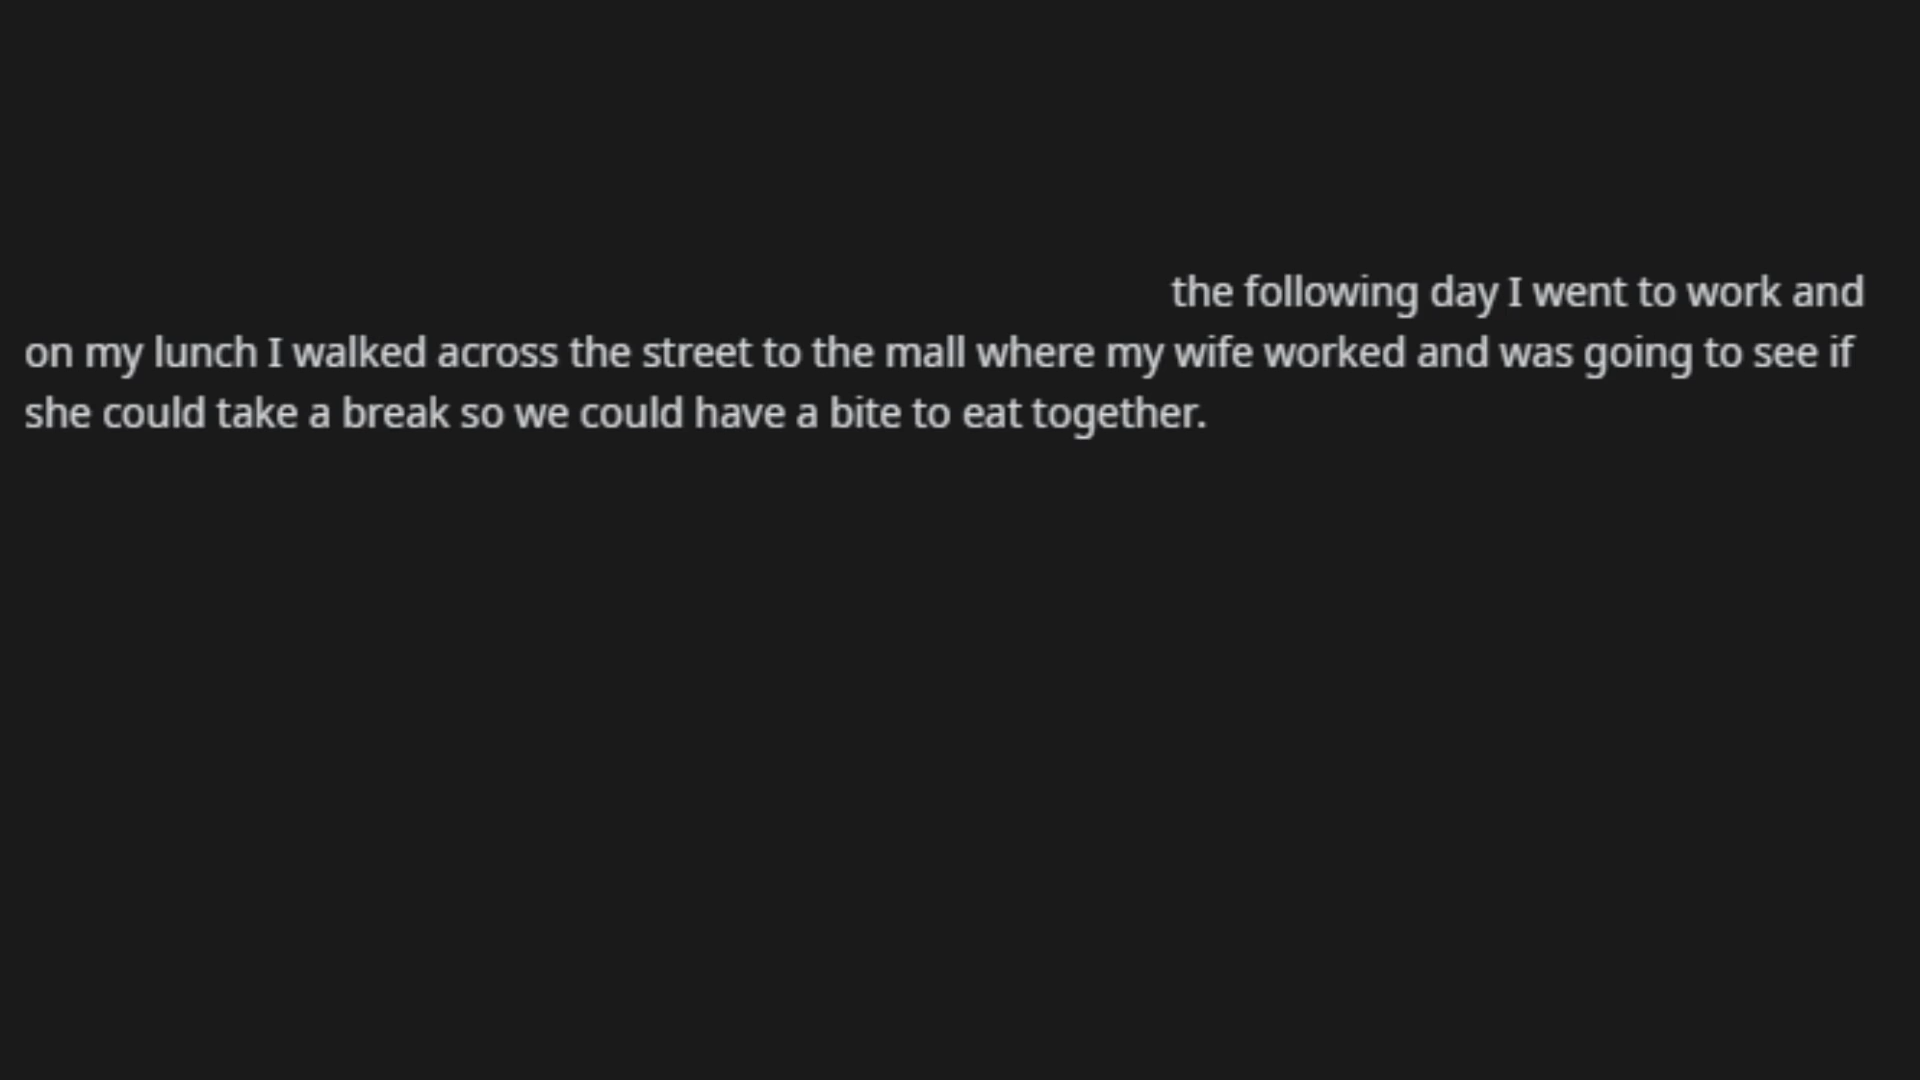 the following day I went to work and
on my lunch I walked across the street to the mall where my wife worked and was going to see if
she could take a break so we could have a bite to eat together.